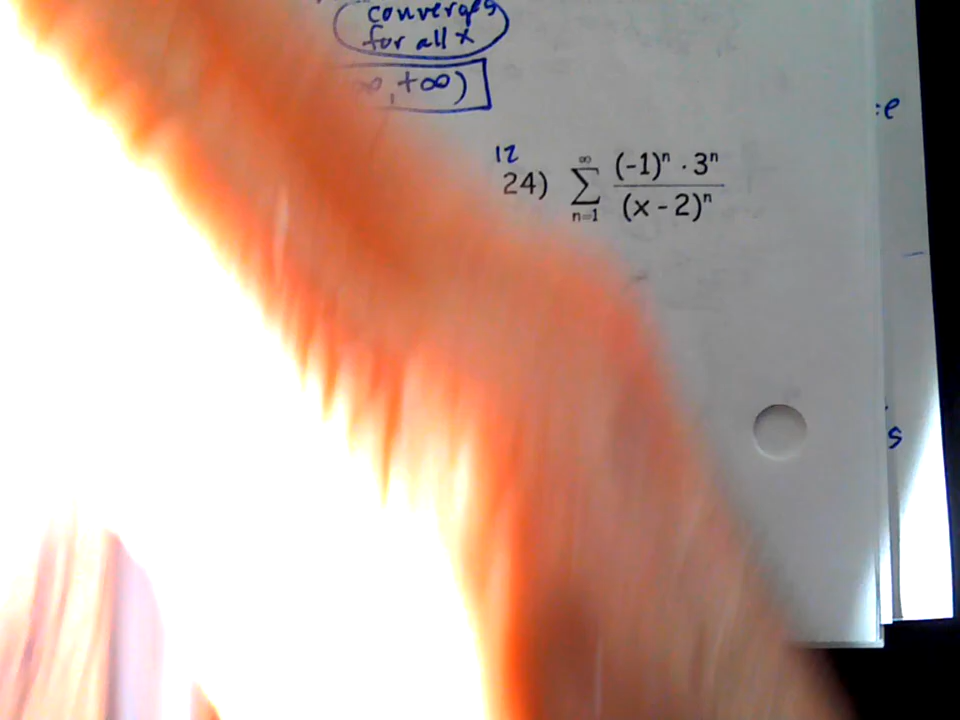 converges
for all x
∞, +∞)
12
24) ∞ (-1)ⁿ · 3ⁿ
∑
n=1 (x - 2)ⁿ
e
s